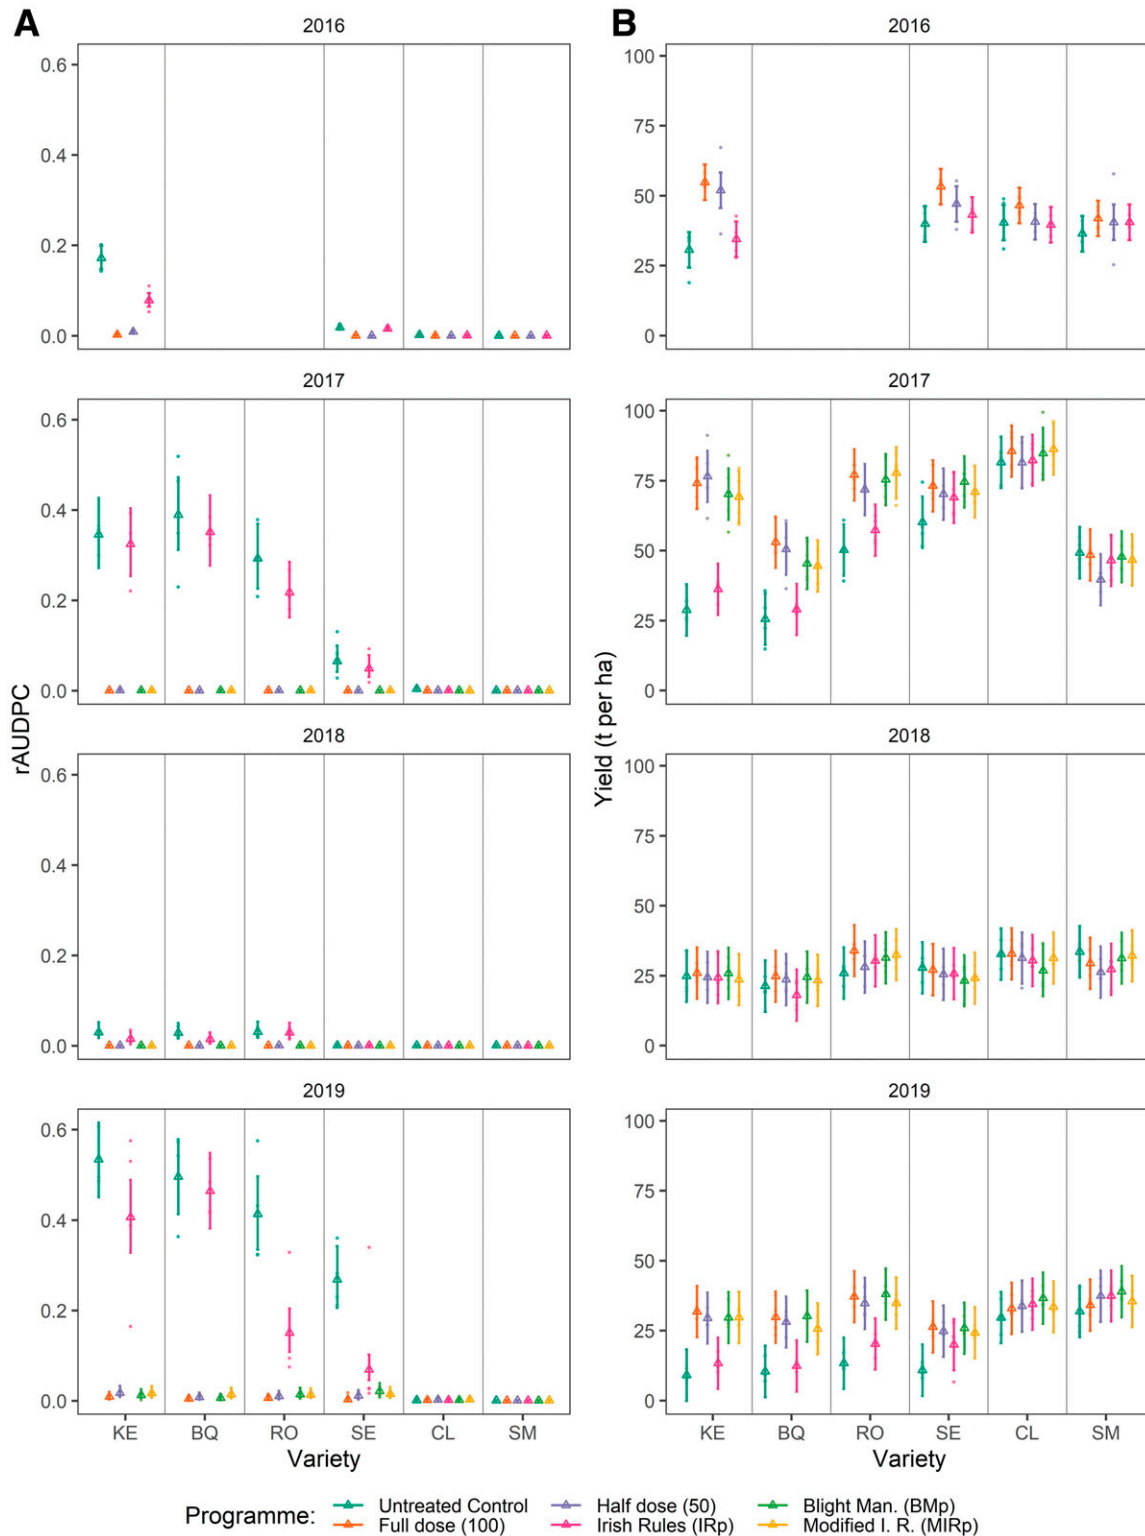 A
B
2016
2016
0.6
0.4
0.2
0.0
100
75
50
25
0
2017
2017
0.6
0.4
0.2
0.0
100
75
50
25
0
rAUDPC
Yield (t per ha)
2018
2018
0.6
0.4
0.2
0.0
100
75
50
25
0
2019
2019
0.6
0.4
0.2
0.0
100
75
50
25
0
KE BQ RO SE CL SM
KE BQ RO SE CL SM
Variety
Variety
Programme:
Untreated Control
Half dose (50)
Blight Man. (BMp)
Full dose (100)
Irish Rules (IRp)
Modified I. R. (MIRp)